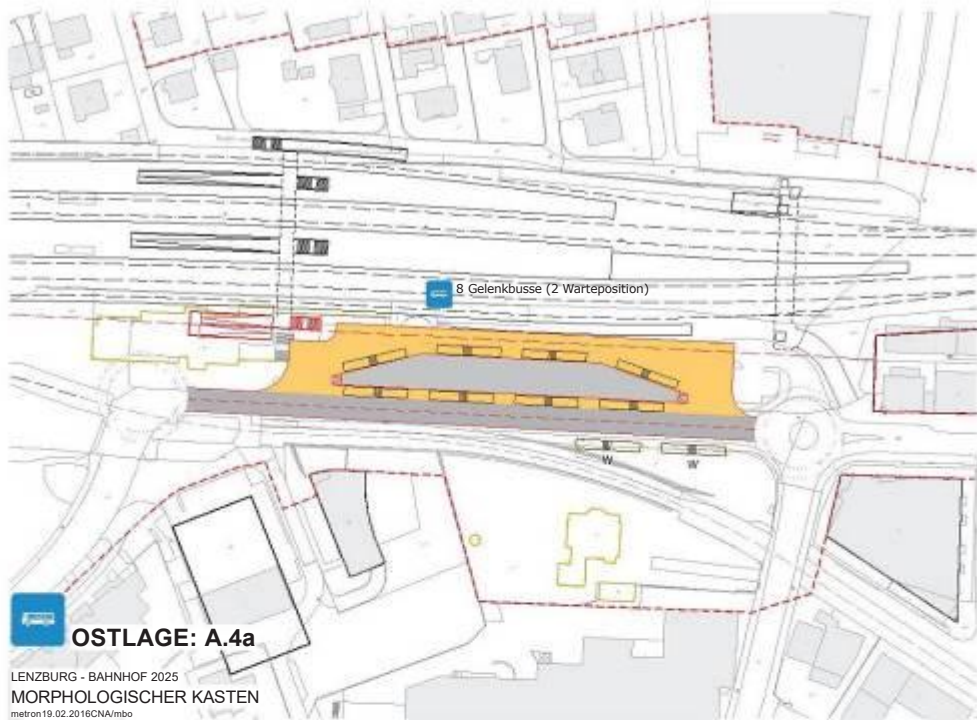 8 Gelenkbusse (2 Warteposition)
W
W
OSTLAGE: A.4a
LENZBURG - BAHNHOF 2025
MORPHOLOGISCHER KASTEN
metron19.02.2016CNA/mbo